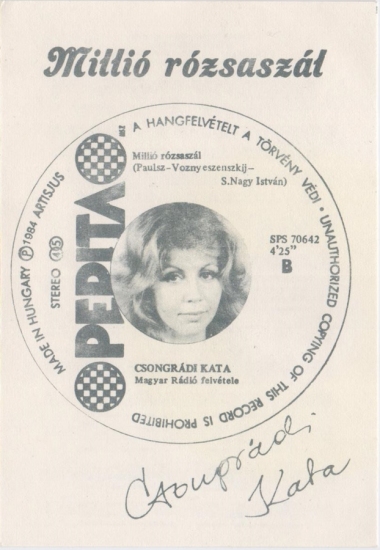 Millió rózsaszál
MADE IN HUNGARY Ⓟ 1984 ARTISJUS
A HANGFELVÉTELT A TÖRVÉNY VÉDI • UNAUTHORIZED COPYING OF THIS RECORD IS PROHIBITED
STEREO 45
PEPITA
Millió rózsaszál
(Paulsz-Voznyeszenszkij-
S.Nagy István)
SPS 70642
4'25"
B
CSONGRÁDI KATA
Magyar Rádió felvétele
Csongrádi
Kata